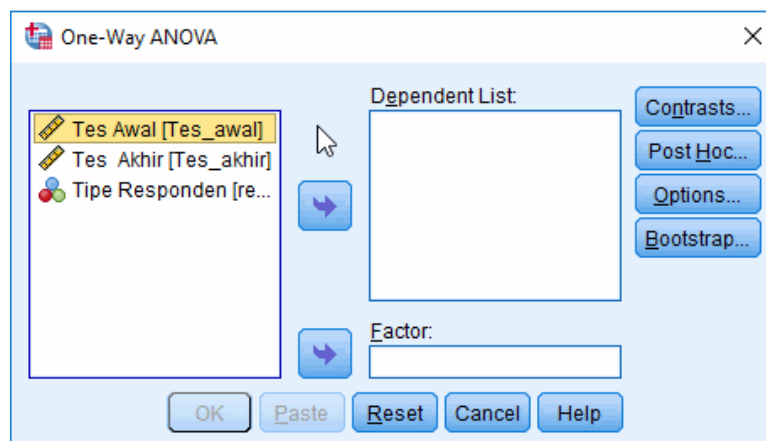 One-Way ANOVA
Dependent List:
Tes Awal [Tes_awal]
Tes Akhir [Tes_akhir]
Tipe Responden [re...
Contrasts...
Post Hoc...
Options...
Bootstrap...
Factor:
OK Paste Reset Cancel Help